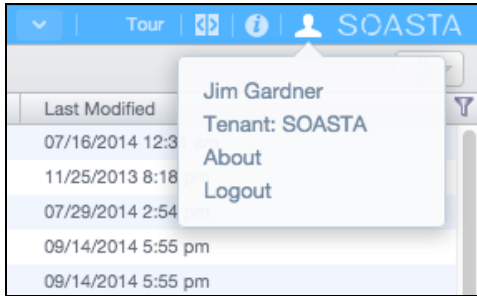 Tour SOASTA
Jim Gardner
Tenant: SOASTA
About
Logout
Last Modified
07/16/2014 12:3
11/25/2013 8:18
07/29/2014 2:54
09/14/2014 5:55 pm
09/14/2014 5:55 pm